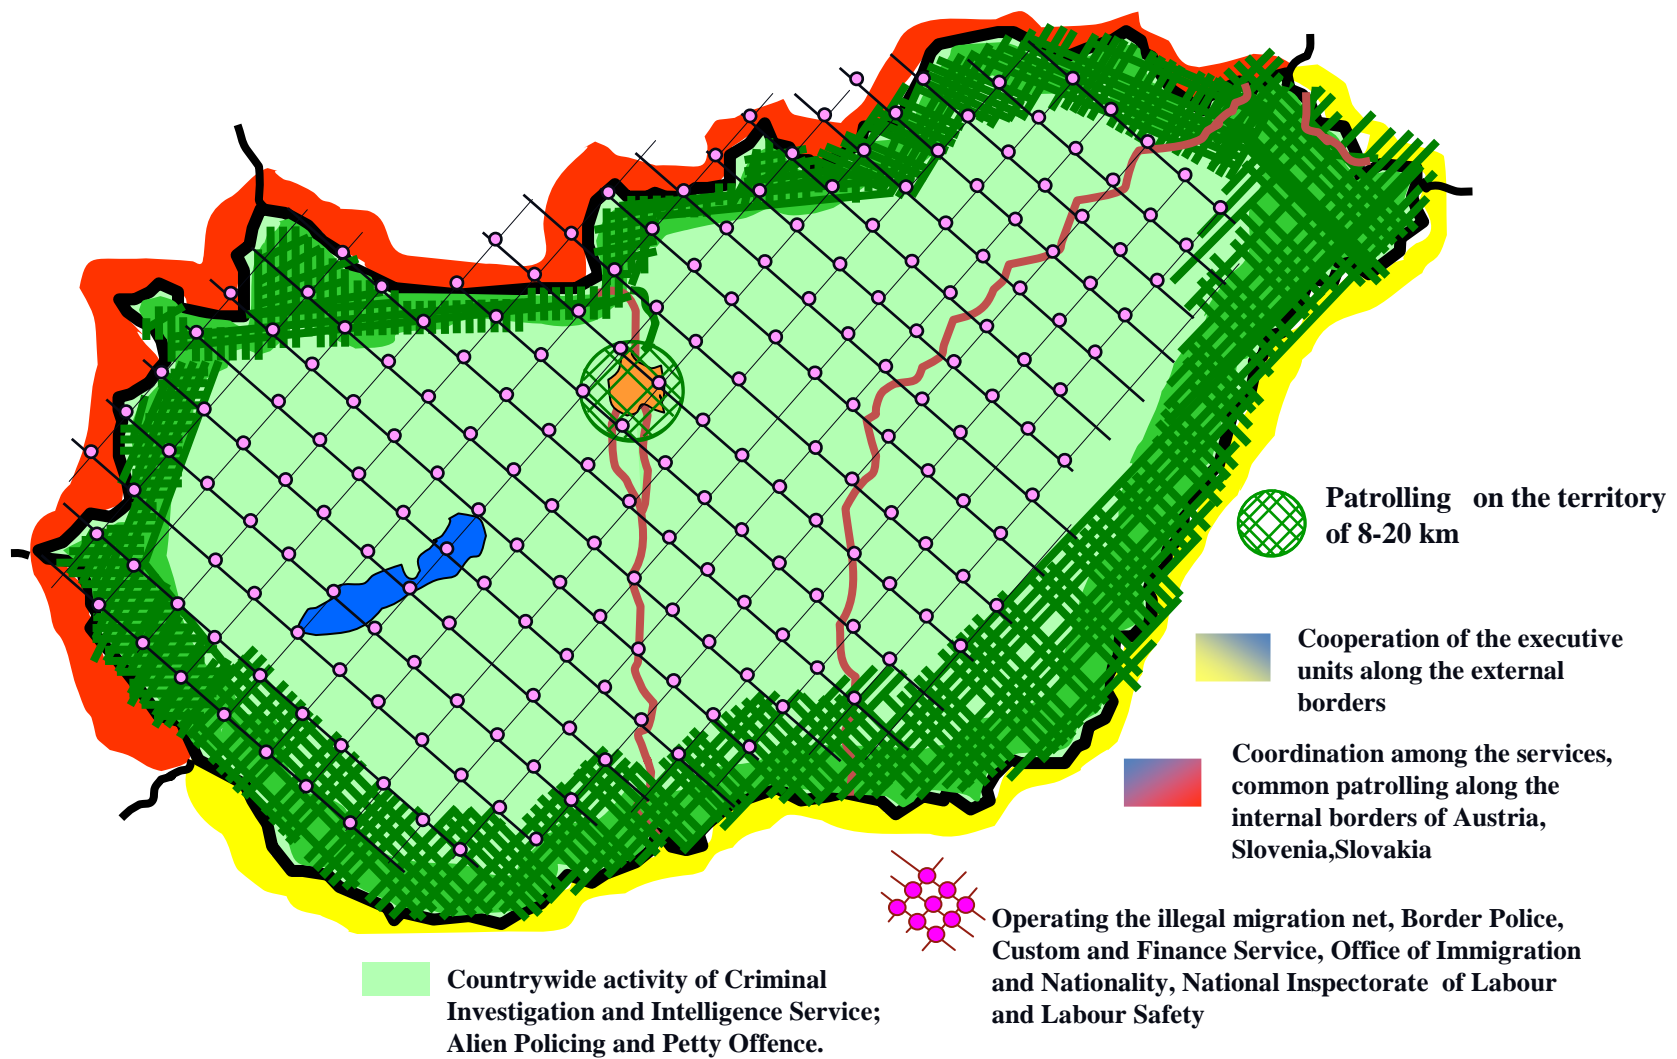 Patrolling on the territory
of 8-20 km
Cooperation of the executive
units along the external
borders
Coordination among the services,
common patrolling along the
internal borders of Austria,
Slovenia,Slovakia
Operating the illegal migration net, Border Police,
Custom and Finance Service, Office of Immigration
and Nationality, National Inspectorate of Labour
and Labour Safety
Countrywide activity of Criminal
Investigation and Intelligence Service;
Alien Policing and Petty Offence.